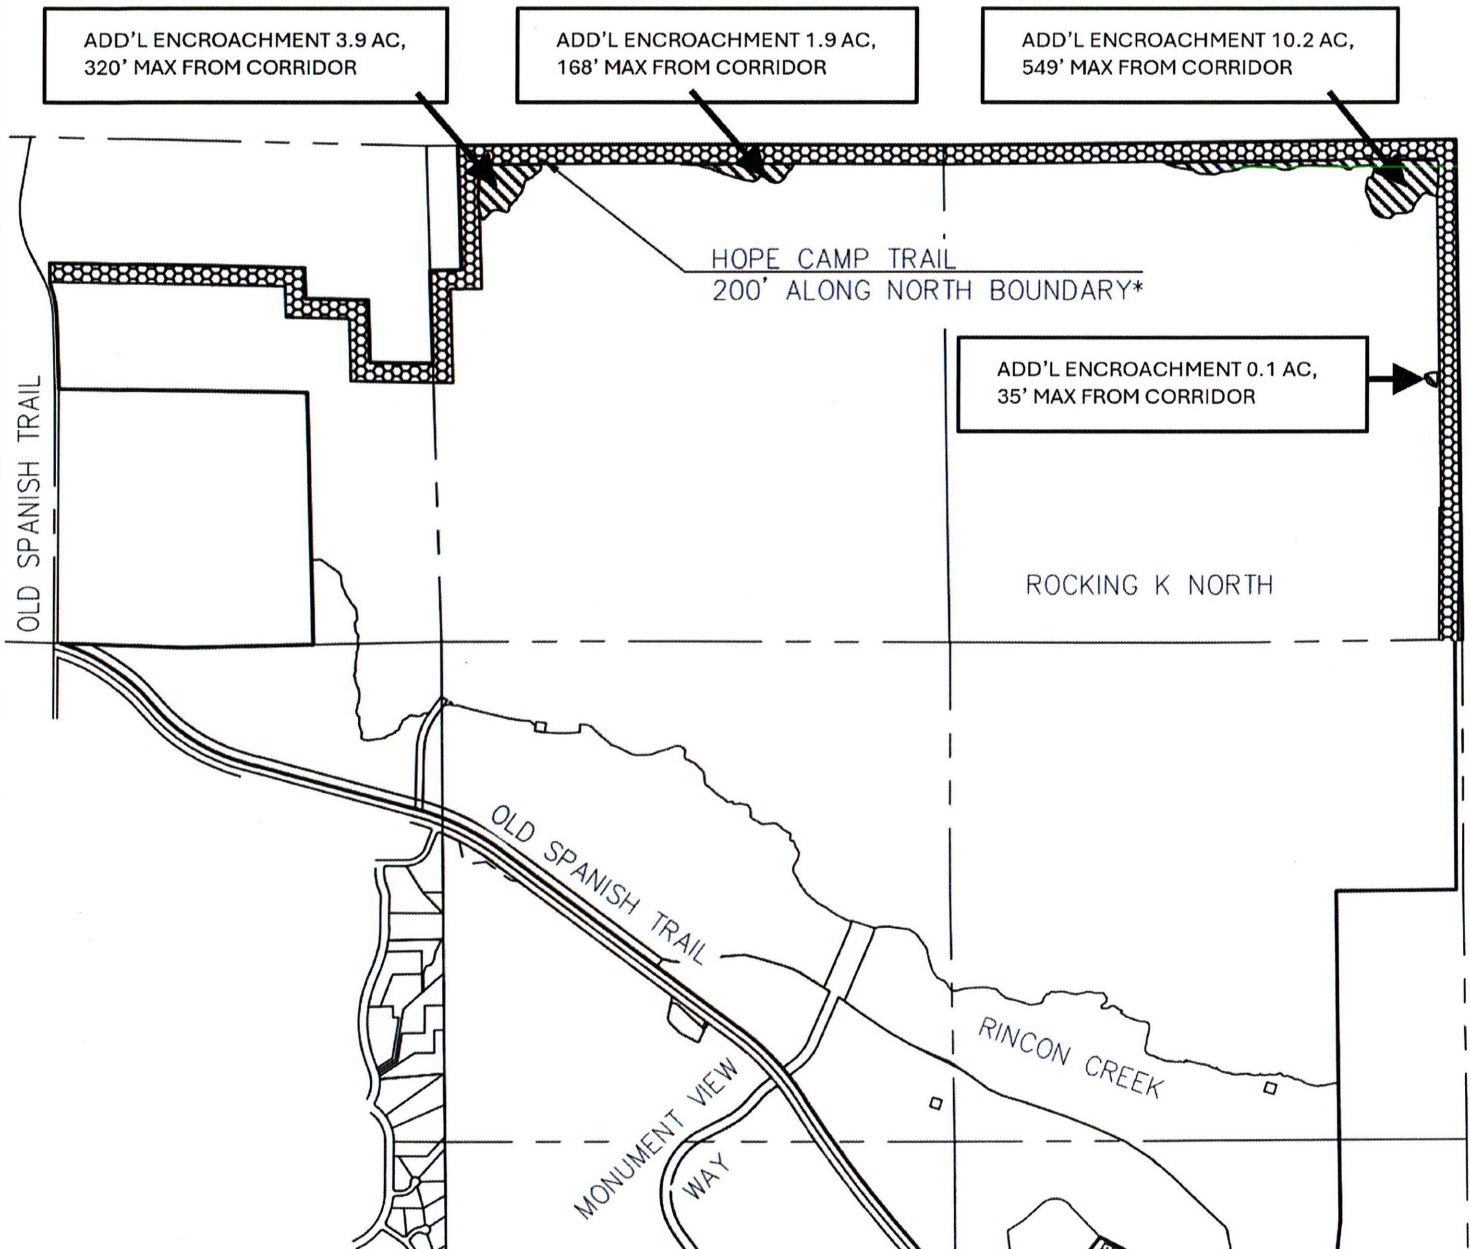 ADD'L ENCROACHMENT 3.9 AC,
320' MAX FROM CORRIDOR
ADD'L ENCROACHMENT 1.9 AC,
168' MAX FROM CORRIDOR
ADD'L ENCROACHMENT 10.2 AC,
549' MAX FROM CORRIDOR
HOPE CAMP TRAIL
200' ALONG NORTH BOUNDARY*
ADD'L ENCROACHMENT 0.1 AC,
35' MAX FROM CORRIDOR
OLD SPANISH TRAIL
ROCKING K NORTH
OLD SPANISH TRAIL
RINCON CREEK
MONUMENT VIEW
WAY